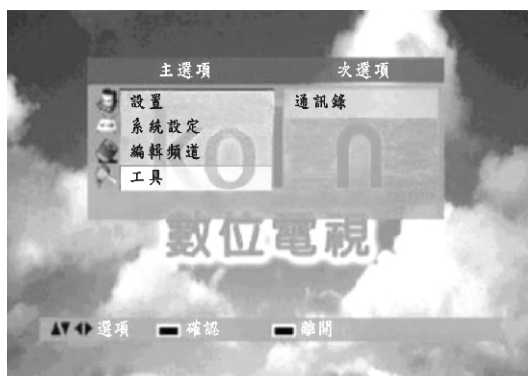 主選項 次選項
設置 通訊錄
系統設定
編輯頻道
工具
數位電視
選項 確認 離開